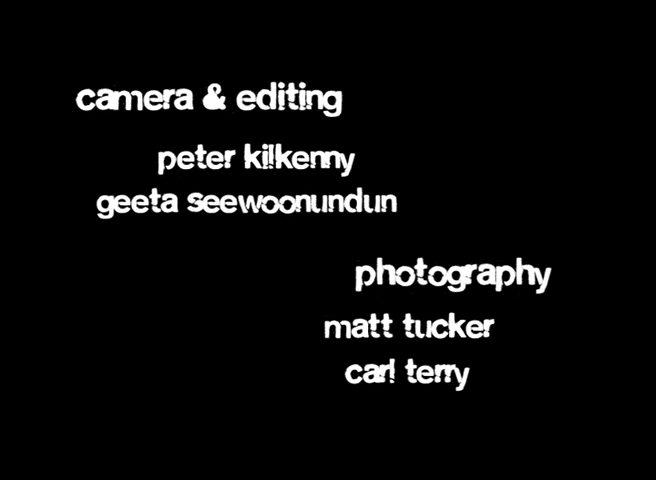 camera & editing
peter kilkenny
geeta seewoonundun
photography
matt tucker
carl terry